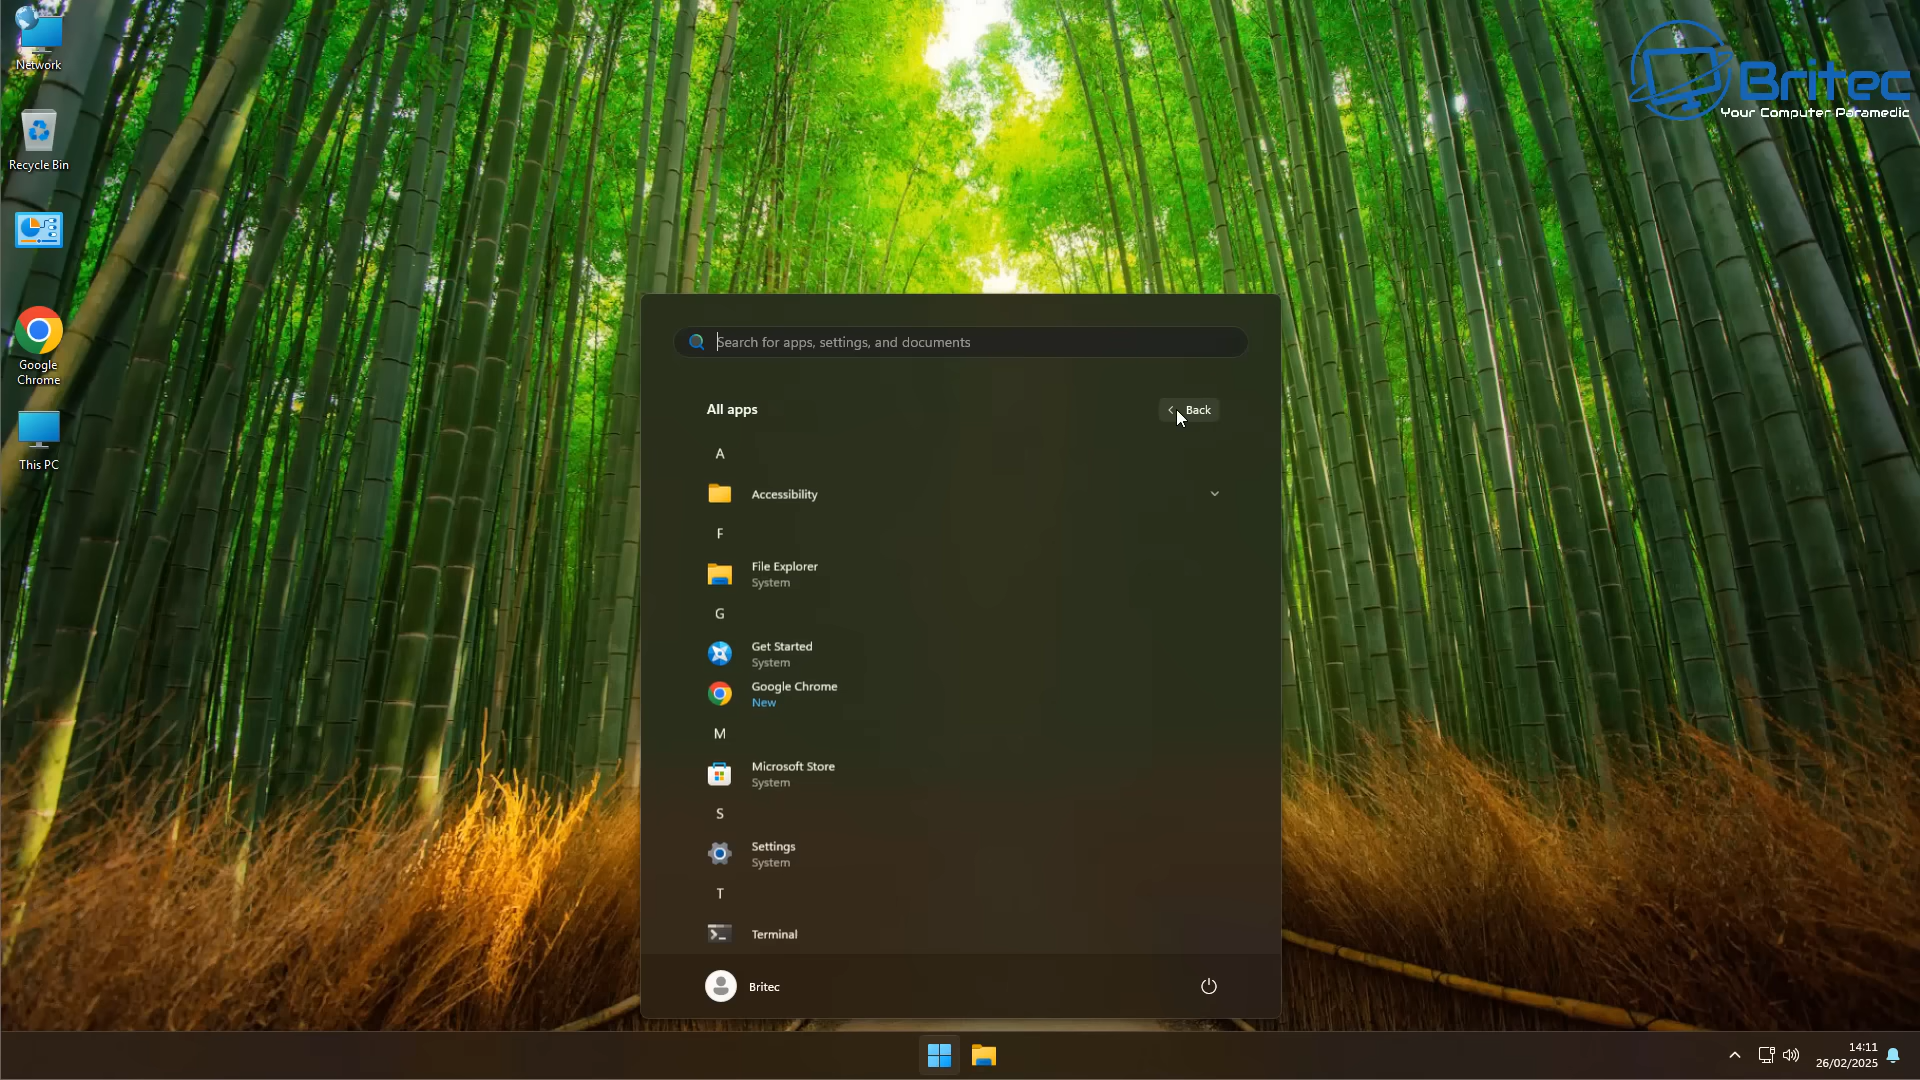 Network
Recycle Bin
Google
Chrome
This PC
Britec
Your Computer Paramedic
Search for apps, settings, and documents
All apps
Back
A
Accessibility
F
File Explorer
System
G
Get Started
System
Google Chrome
New
M
Microsoft Store
System
S
Settings
System
T
Terminal
Britec
14:11
26/02/2025